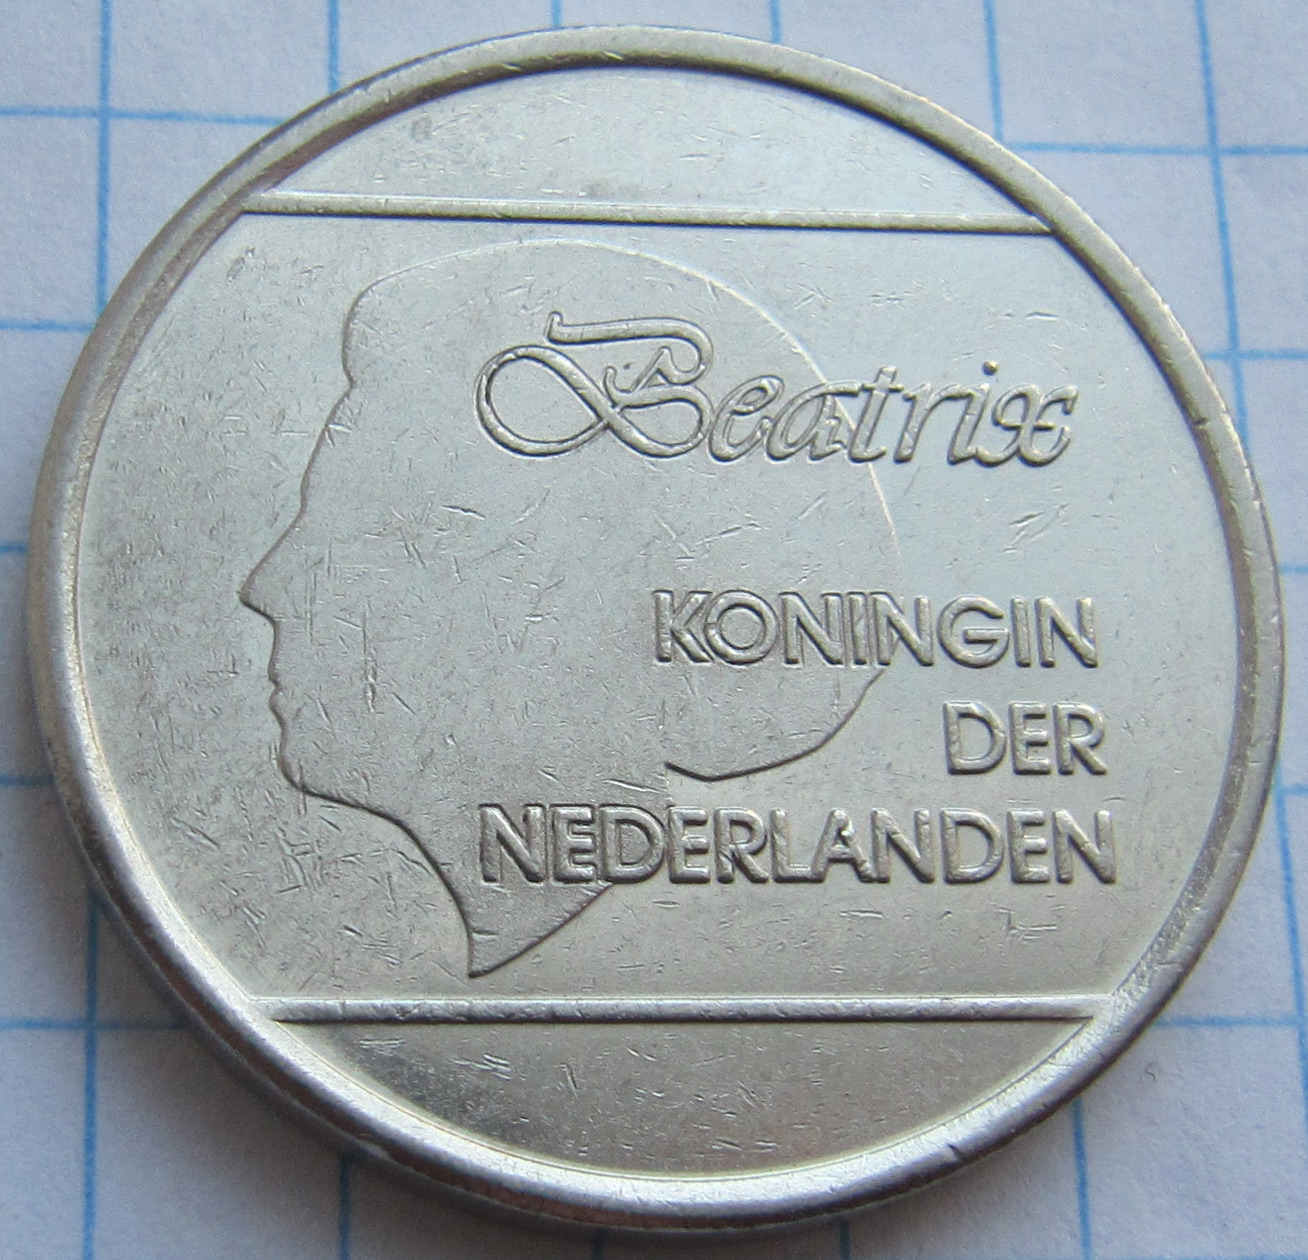 Beatrix
KONINGIN
DER
NEDERLANDEN